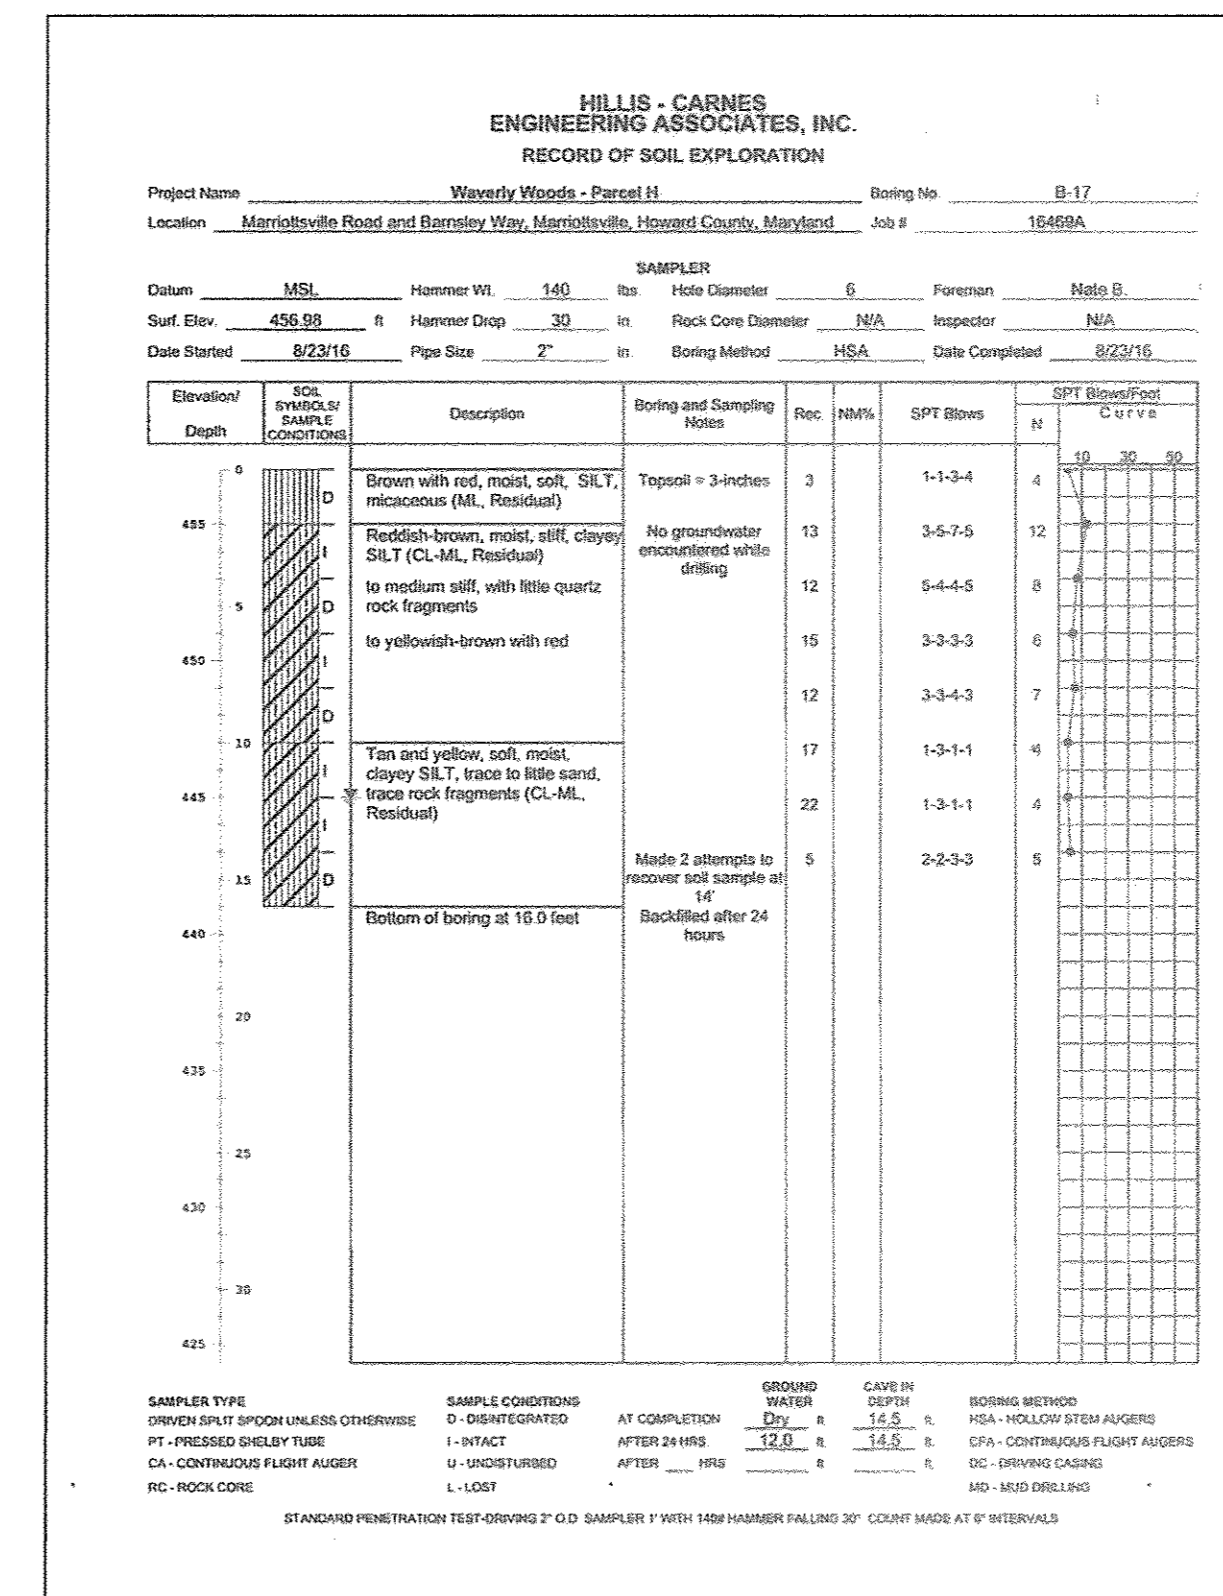 HILLIS - CARNES
ENGINEERING ASSOCIATES, INC.
RECORD OF SOIL EXPLORATION
Project Name Waverly Woods - Parcel H Boring No. B-17
Location Marriottsville Road and Barnsley Way, Marriottsville, Howard County, Maryland Job # 16469A
SAMPLER
Datum MSL Hammer Wt. 140 lbs. Hole Diameter 6 Foreman Nate B.
Surf. Elev. 456.98 ft Hammer Drop 30 in. Rock Core Diameter N/A Inspector N/A
Date Started 8/23/16 Pipe Size 2" in. Boring Method HSA Date Completed 8/23/16
Elevation/
Depth
SOIL
SYMBOLS/
SAMPLE
CONDITIONS
Description
Boring and Sampling
Notes
Rec. NM% SPT Blows
SPT Blows/Foot
N
Curve
10 30 50
0
Brown with red, moist, soft, SILT,
micaceous (ML, Residual)
D
Topsoil = 3-inches 3 1-1-3-4 4
455
Reddish-brown, moist, stiff, clayey
SILT (CL-ML, Residual)
I
No groundwater
encountered while
drilling
13 3-5-7-5 12
to medium stiff, with little quartz
rock fragments
5 D
12 5-4-4-5 8
to yellowish-brown with red
15 3-3-3-3 6
450 I
12 3-3-4-3 7
D
10
Tan and yellow, soft, moist,
clayey SILT, trace to little sand,
trace rock fragments (CL-ML,
Residual)
17 1-3-1-1 4
I
445
22 1-3-1-1 4
I
Made 2 attempts to
recover soil sample at
14'
5 2-2-3-3 5
15 D
Bottom of boring at 16.0 feet
Backfilled after 24
hours
440
20
435
25
430
30
425
SAMPLER TYPE
DRIVEN SPLIT SPOON UNLESS OTHERWISE
PT - PRESSED SHELBY TUBE
CA - CONTINUOUS FLIGHT AUGER
RC - ROCK CORE
SAMPLE CONDITIONS
D - DISINTEGRATED
I - INTACT
U - UNDISTURBED
L - LOST
GROUND
WATER
CAVE IN
DEPTH
AT COMPLETION Dry ft. 14.5 ft.
AFTER 24 HRS. 12.0 ft. 14.5 ft.
AFTER HRS ft. ft.
BORING METHOD
HSA - HOLLOW STEM AUGERS
CFA - CONTINUOUS FLIGHT AUGERS
DC - DRIVING CASING
MD - MUD DRILLING
STANDARD PENETRATION TEST-DRIVING 2" O.D SAMPLER 1' WITH 140# HAMMER FALLING 30" COUNT MADE AT 6" INTERVALS